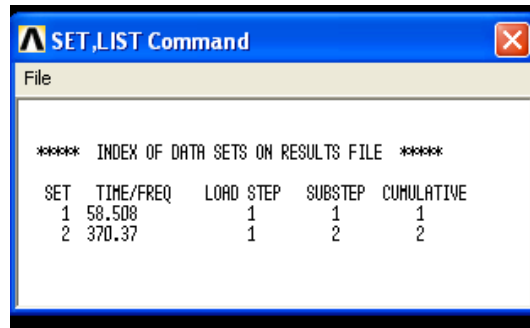 SET,LIST Command
File
***** INDEX OF DATA SETS ON RESULTS FILE *****
SET TIME/FREQ LOAD STEP SUBSTEP CUMULATIVE
1 58.508 1 1 1
2 370.37 1 2 2